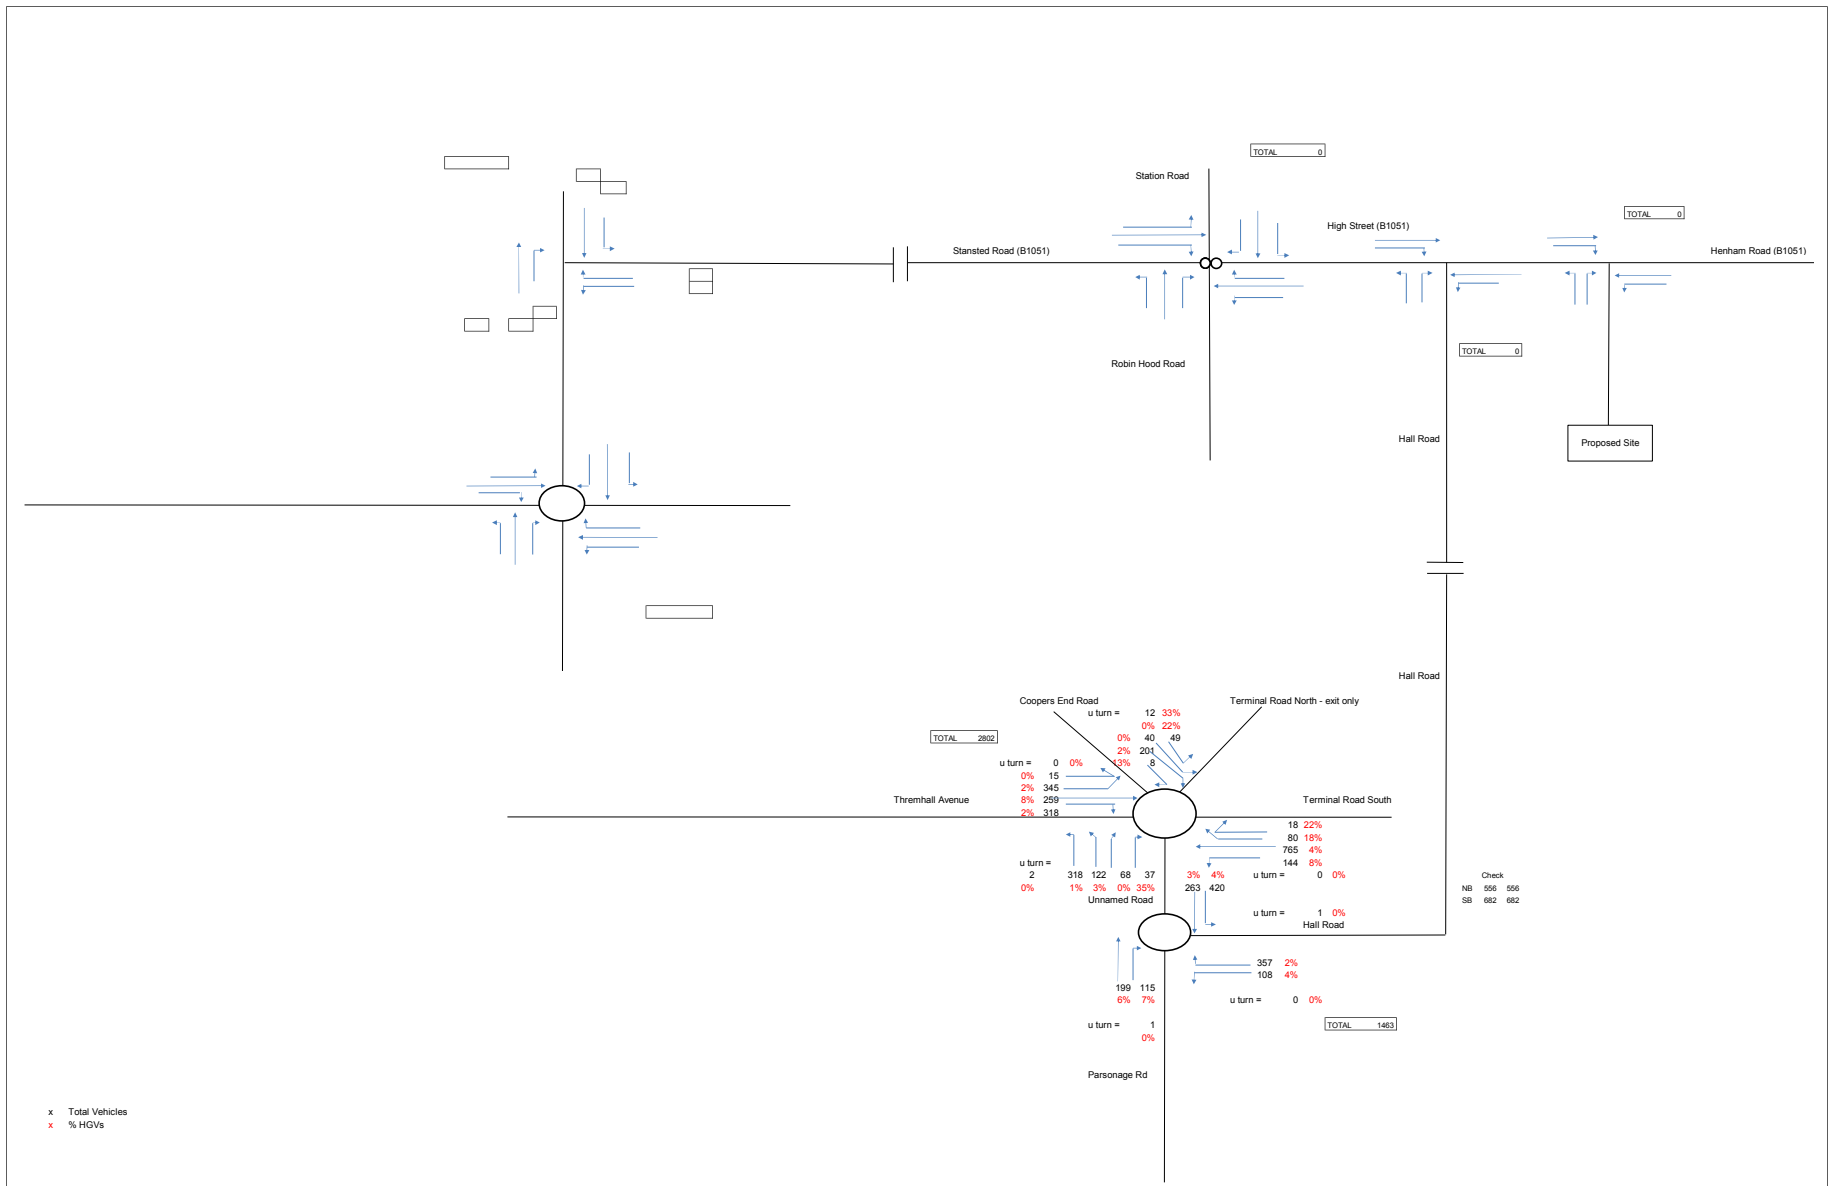 TOTAL 0
Station Road
TOTAL 0
High Street (B1051)
Stansted Road (B1051)
Henham Road (B1051)
TOTAL 0
Robin Hood Road
Hall Road
Proposed Site
Hall Road
Coopers End Road
Terminal Road North - exit only
u turn = 12 33%
0% 22%
TOTAL 2802
0% 40 49
2% 201
u turn = 0 0% 13% 8
0% 15
2% 345
8% 259
Thremhall Avenue
Terminal Road South
2% 318
18 22%
80 18%
765 4%
144 8%
u turn =
2 318 122 68 37
3% 4%
u turn = 0 0%
0% 1% 3% 0% 35%
263 420
Check
NB 556 556
SB 682 682
Unnamed Road
u turn = 1 0%
Hall Road
357 2%
108 4%
199 115
6% 7%
u turn = 0 0%
u turn = 1
0%
TOTAL 1463
Parsonage Rd
x Total Vehicles
x % HGVs